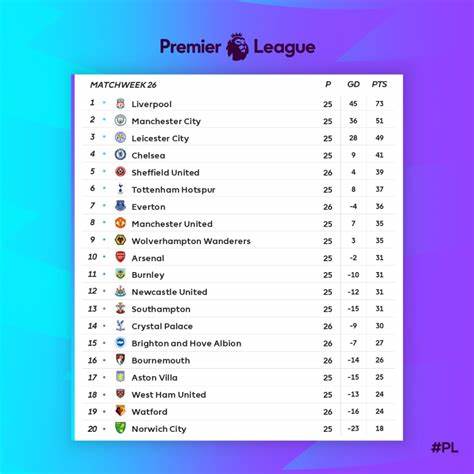 Premier League
MATCHWEEK 26 P GD PTS
1 Liverpool 25 45 73
2 Manchester City 25 36 51
3 Leicester City 25 28 49
4 Chelsea 25 9 41
5 Sheffield United 26 4 39
6 Tottenham Hotspur 25 8 37
7 Everton 26 -4 36
8 Manchester United 25 7 35
9 Wolverhampton Wanderers 25 3 35
10 Arsenal 25 -2 31
11 Burnley 25 -10 31
12 Newcastle United 25 -12 31
13 Southampton 25 -15 31
14 Crystal Palace 26 -9 30
15 Brighton and Hove Albion 26 -7 27
16 Bournemouth 26 -14 26
17 Aston Villa 25 -15 25
18 West Ham United 25 -13 24
19 Watford 26 -16 24
20 Norwich City 25 -23 18
#PL